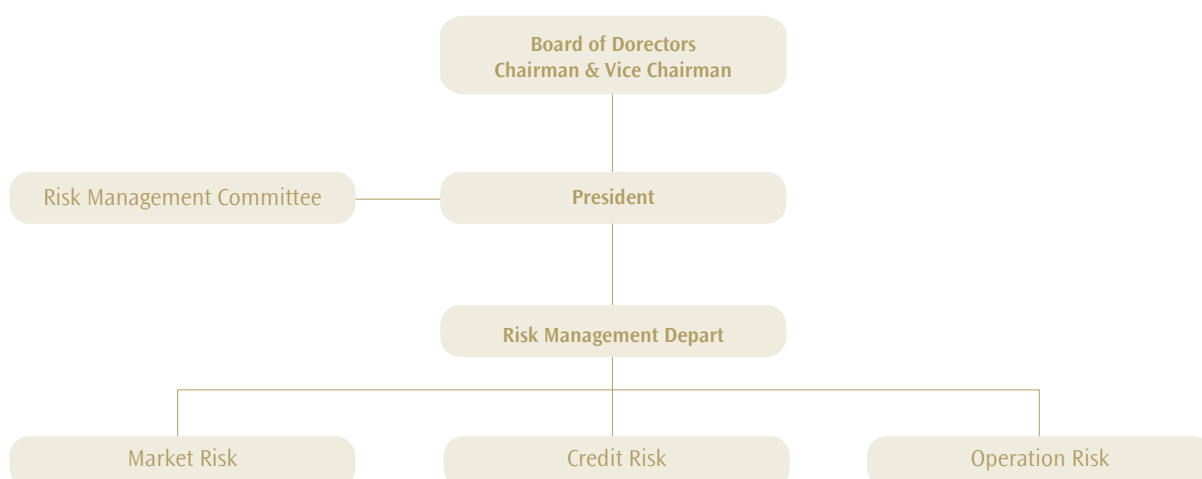 Board of Dorectors
Chairman & Vice Chairman
Risk Management Committee
President
Risk Management Depart
Market Risk
Credit Risk
Operation Risk